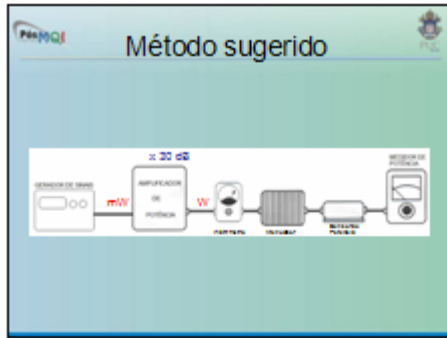 PósMQI
Método sugerido
x 30 dB
MEDIDOR DE
POTÊNCIA
GERADOR DE SINAIS
mW
AMPLIFICADOR
DE
POTÊNCIA
W